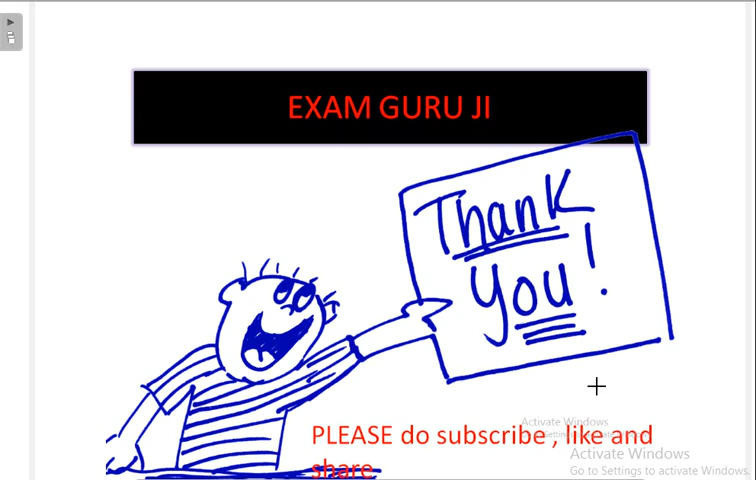 EXAM GURU JI
Thank
You!
PLEASE do subscribe , like and
share
Activate Windows
Activate Windows
Go to Settings to activate Windows.